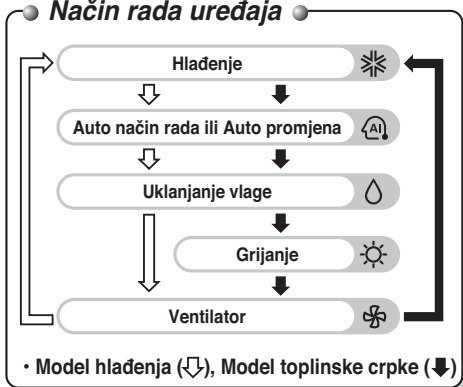 Način rada uređaja
Hlađenje
Auto način rada ili Auto promjena
AI
Uklanjanje vlage
Grijanje
Ventilator
· Model hlađenja (⇩), Model toplinske crpke (⬇)